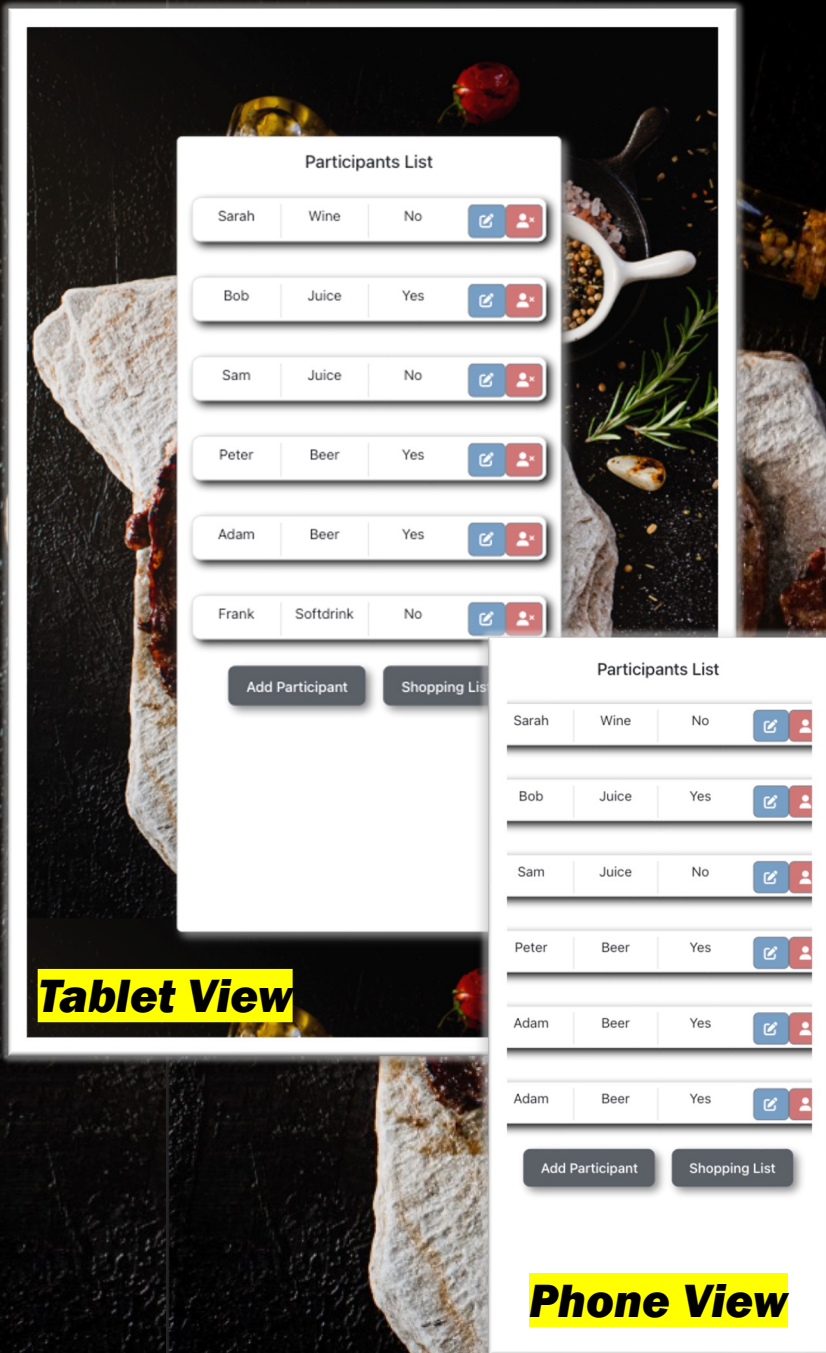 Participants List
Sarah Wine No
Bob Juice Yes
Sam Juice No
Peter Beer Yes
Adam Beer Yes
Frank Softdrink No
Add Participant Shopping Lis
Tablet View
Participants List
Sarah Wine No
Bob Juice Yes
Sam Juice No
Peter Beer Yes
Adam Beer Yes
Adam Beer Yes
Add Participant Shopping List
Phone View